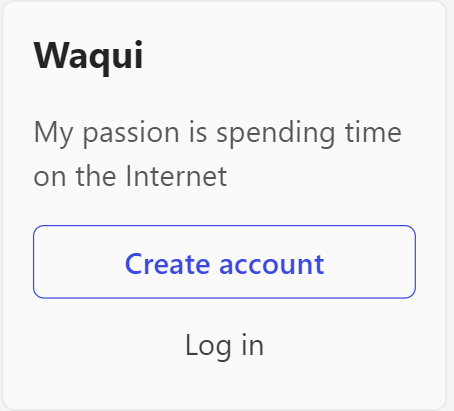 Waqui
My passion is spending time
on the Internet
Create account
Log in